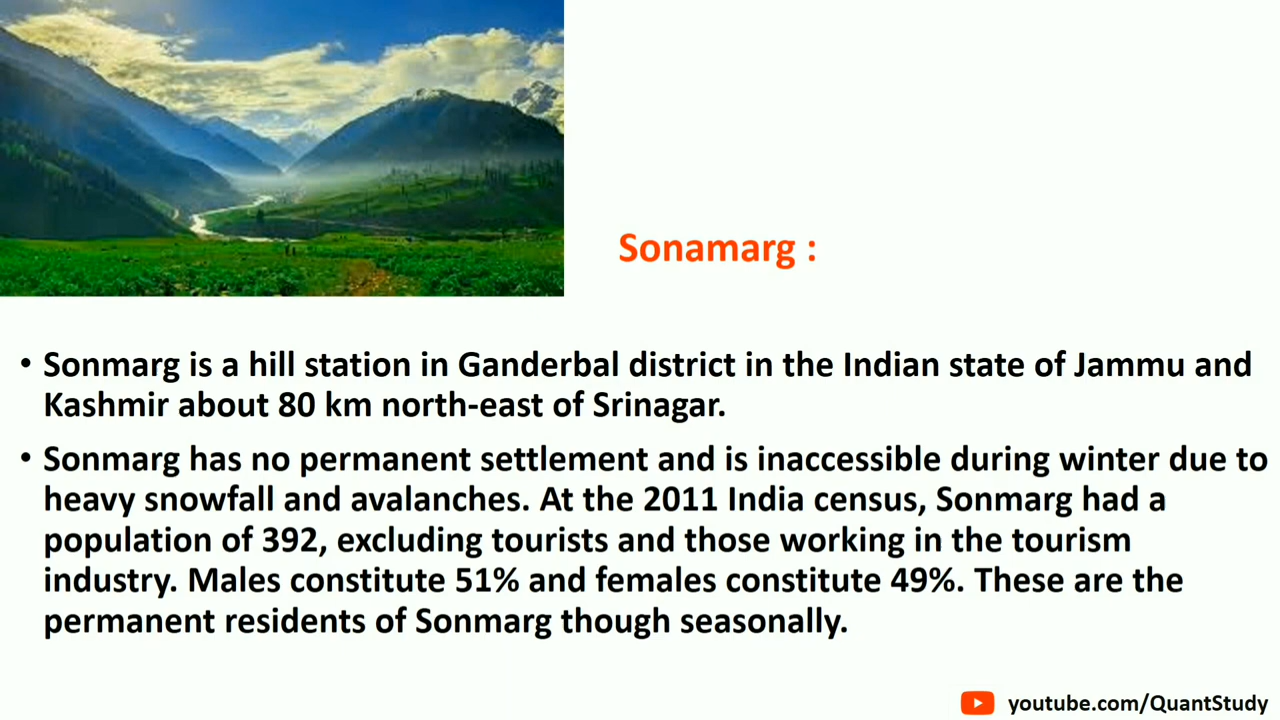 Sonamarg :
• Sonmarg is a hill station in Ganderbal district in the Indian state of Jammu and
Kashmir about 80 km north-east of Srinagar.
• Sonmarg has no permanent settlement and is inaccessible during winter due to
heavy snowfall and avalanches. At the 2011 India census, Sonmarg had a
population of 392, excluding tourists and those working in the tourism
industry. Males constitute 51% and females constitute 49%. These are the
permanent residents of Sonmarg though seasonally.
youtube.com/QuantStudy